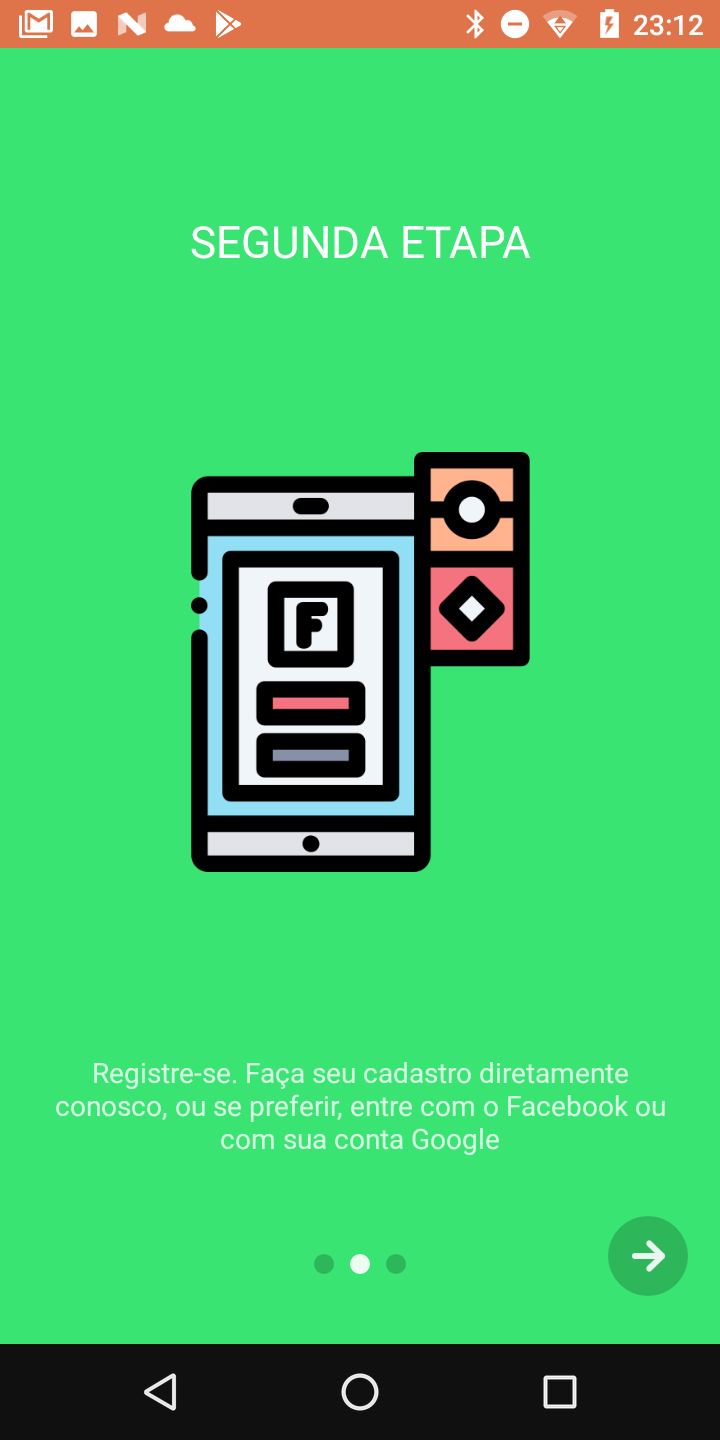 23:12
SEGUNDA ETAPA
F
Registre-se. Faça seu cadastro diretamente
conosco, ou se preferir, entre com o Facebook ou
com sua conta Google